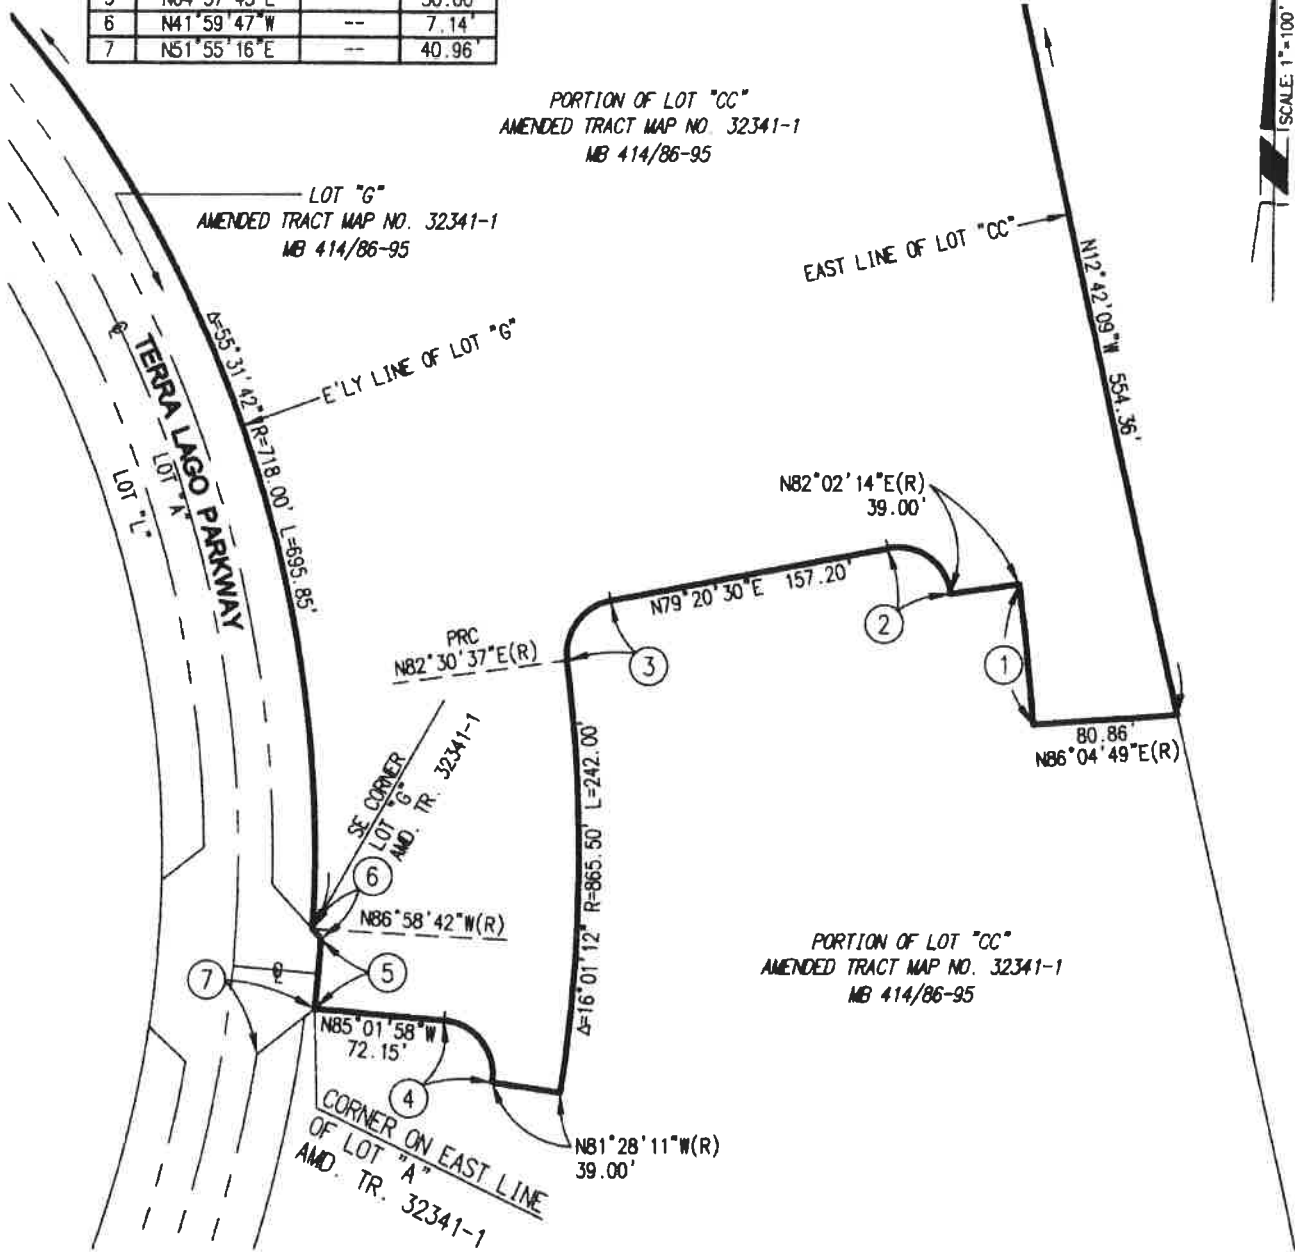 6 N41°59'47"W -- 7.14'
7 N51°55'16"E -- 40.96'
SCALE: 1"=100'
PORTION OF LOT "CC"
AMENDED TRACT MAP NO. 32341-1
MB 414/86-95
LOT "G"
AMENDED TRACT MAP NO. 32341-1
MB 414/86-95
EAST LINE OF LOT "CC"
N12°42'09"W 554.36'
Δ=55°31'42" R=718.00' L=695.85'
E'LY LINE OF LOT "G"
TERRA LAGO PARKWAY
LOT "A"
LOT "L"
N82°02'14"E(R)
39.00'
N79°20'30"E 157.20'
2
1
3
PRC
N82°30'37"E(R)
80.86'
N86°04'49"E(R)
SE CORNER
LOT "G"
AMD. TR. 32341-1
Δ=16°01'12" R=865.50' L=242.00'
6
N86°58'42"W(R)
5
7
PORTION OF LOT "CC"
AMENDED TRACT MAP NO. 32341-1
MB 414/86-95
N85°01'58"W
72.15'
4
N81°28'11"W(R)
39.00'
CORNER ON EAST LINE
OF LOT "A"
AMD. TR. 32341-1